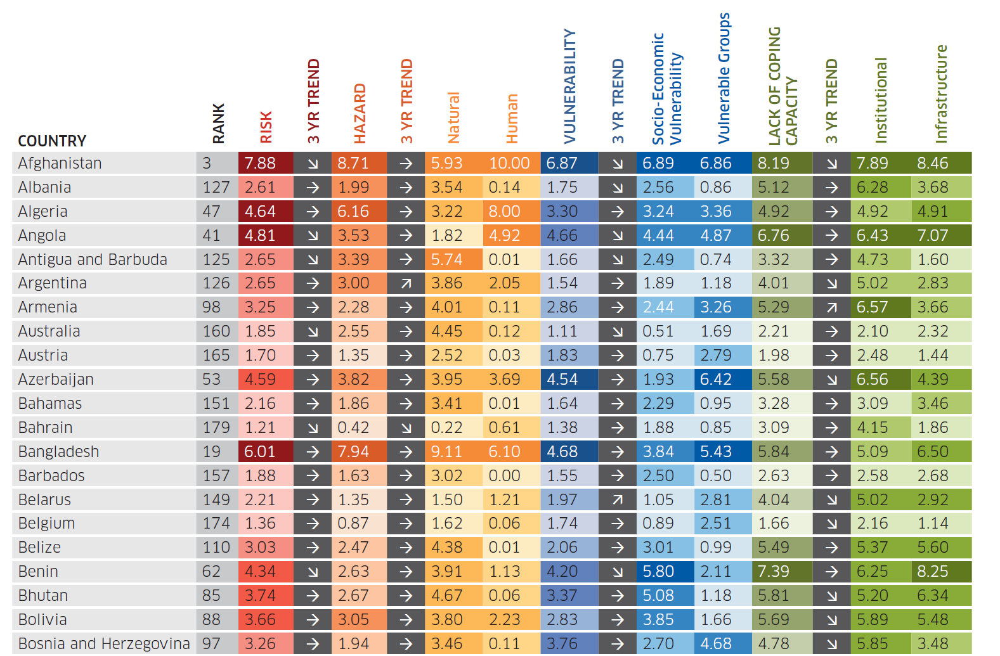 COUNTRY RANK RISK 3 YR TREND HAZARD 3 YR TREND Natural Human VULNERABILITY 3 YR TREND Socio-Economic Vulnerability Vulnerable Groups LACK OF COPING CAPACITY 3 YR TREND Institutional Infrastructure
Afghanistan 3 7.88 ↘ 8.71 → 5.93 10.00 6.87 ↘ 6.89 6.86 8.19 ↘ 7.89 8.46
Albania 127 2.61 → 1.99 → 3.54 0.14 1.75 ↘ 2.56 0.86 5.12 → 6.28 3.68
Algeria 47 4.64 → 6.16 → 3.22 8.00 3.30 → 3.24 3.36 4.92 → 4.92 4.91
Angola 41 4.81 ↘ 3.53 → 1.82 4.92 4.66 ↘ 4.44 4.87 6.76 → 6.43 7.07
Antigua and Barbuda 125 2.65 ↘ 3.39 → 5.74 0.01 1.66 ↘ 2.49 0.74 3.32 → 4.73 1.60
Argentina 126 2.65 → 3.00 ↗ 3.86 2.05 1.54 → 1.89 1.18 4.01 ↘ 5.02 2.83
Armenia 98 3.25 → 2.28 → 4.01 0.11 2.86 → 2.44 3.26 5.29 ↗ 6.57 3.66
Australia 160 1.85 ↘ 2.55 → 4.45 0.12 1.11 ↘ 0.51 1.69 2.21 → 2.10 2.32
Austria 165 1.70 → 1.35 → 2.52 0.03 1.83 → 0.75 2.79 1.98 → 2.48 1.44
Azerbaijan 53 4.59 → 3.82 → 3.95 3.69 4.54 → 1.93 6.42 5.58 ↘ 6.56 4.39
Bahamas 151 2.16 → 1.86 → 3.41 0.01 1.64 → 2.29 0.95 3.28 → 3.09 3.46
Bahrain 179 1.21 ↘ 0.42 ↘ 0.22 0.61 1.38 → 1.88 0.85 3.09 → 4.15 1.86
Bangladesh 19 6.01 → 7.94 → 9.11 6.10 4.68 → 3.84 5.43 5.84 → 5.09 6.50
Barbados 157 1.88 → 1.63 → 3.02 0.00 1.55 → 2.50 0.50 2.63 → 2.58 2.68
Belarus 149 2.21 → 1.35 → 1.50 1.21 1.97 ↗ 1.05 2.81 4.04 ↘ 5.02 2.92
Belgium 174 1.36 → 0.87 → 1.62 0.06 1.74 → 0.89 2.51 1.66 ↘ 2.16 1.14
Belize 110 3.03 → 2.47 → 4.38 0.01 2.06 → 3.01 0.99 5.49 → 5.37 5.60
Benin 62 4.34 ↘ 2.63 → 3.91 1.13 4.20 ↘ 5.80 2.11 7.39 → 6.25 8.25
Bhutan 85 3.74 → 2.67 → 4.67 0.06 3.37 → 5.08 1.18 5.81 ↘ 5.20 6.34
Bolivia 88 3.66 → 3.05 → 3.80 2.23 2.83 → 3.85 1.66 5.69 ↘ 5.89 5.48
Bosnia and Herzegovina 97 3.26 → 1.94 → 3.46 0.11 3.76 → 2.70 4.68 4.78 ↘ 5.85 3.48